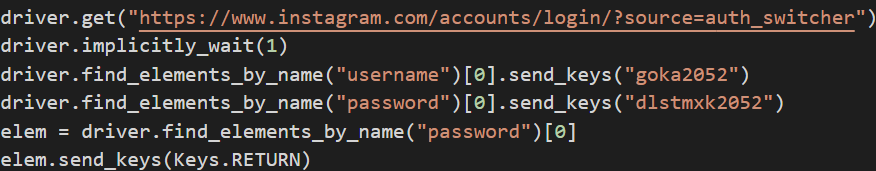 driver.get("https://www.instagram.com/accounts/login/?source=auth_switcher")
driver.implicitly_wait(1)
driver.find_elements_by_name("username")[0].send_keys("goka2052")
driver.find_elements_by_name("password")[0].send_keys("dlstmxk2052")
elem = driver.find_elements_by_name("password")[0]
elem.send_keys(Keys.RETURN)